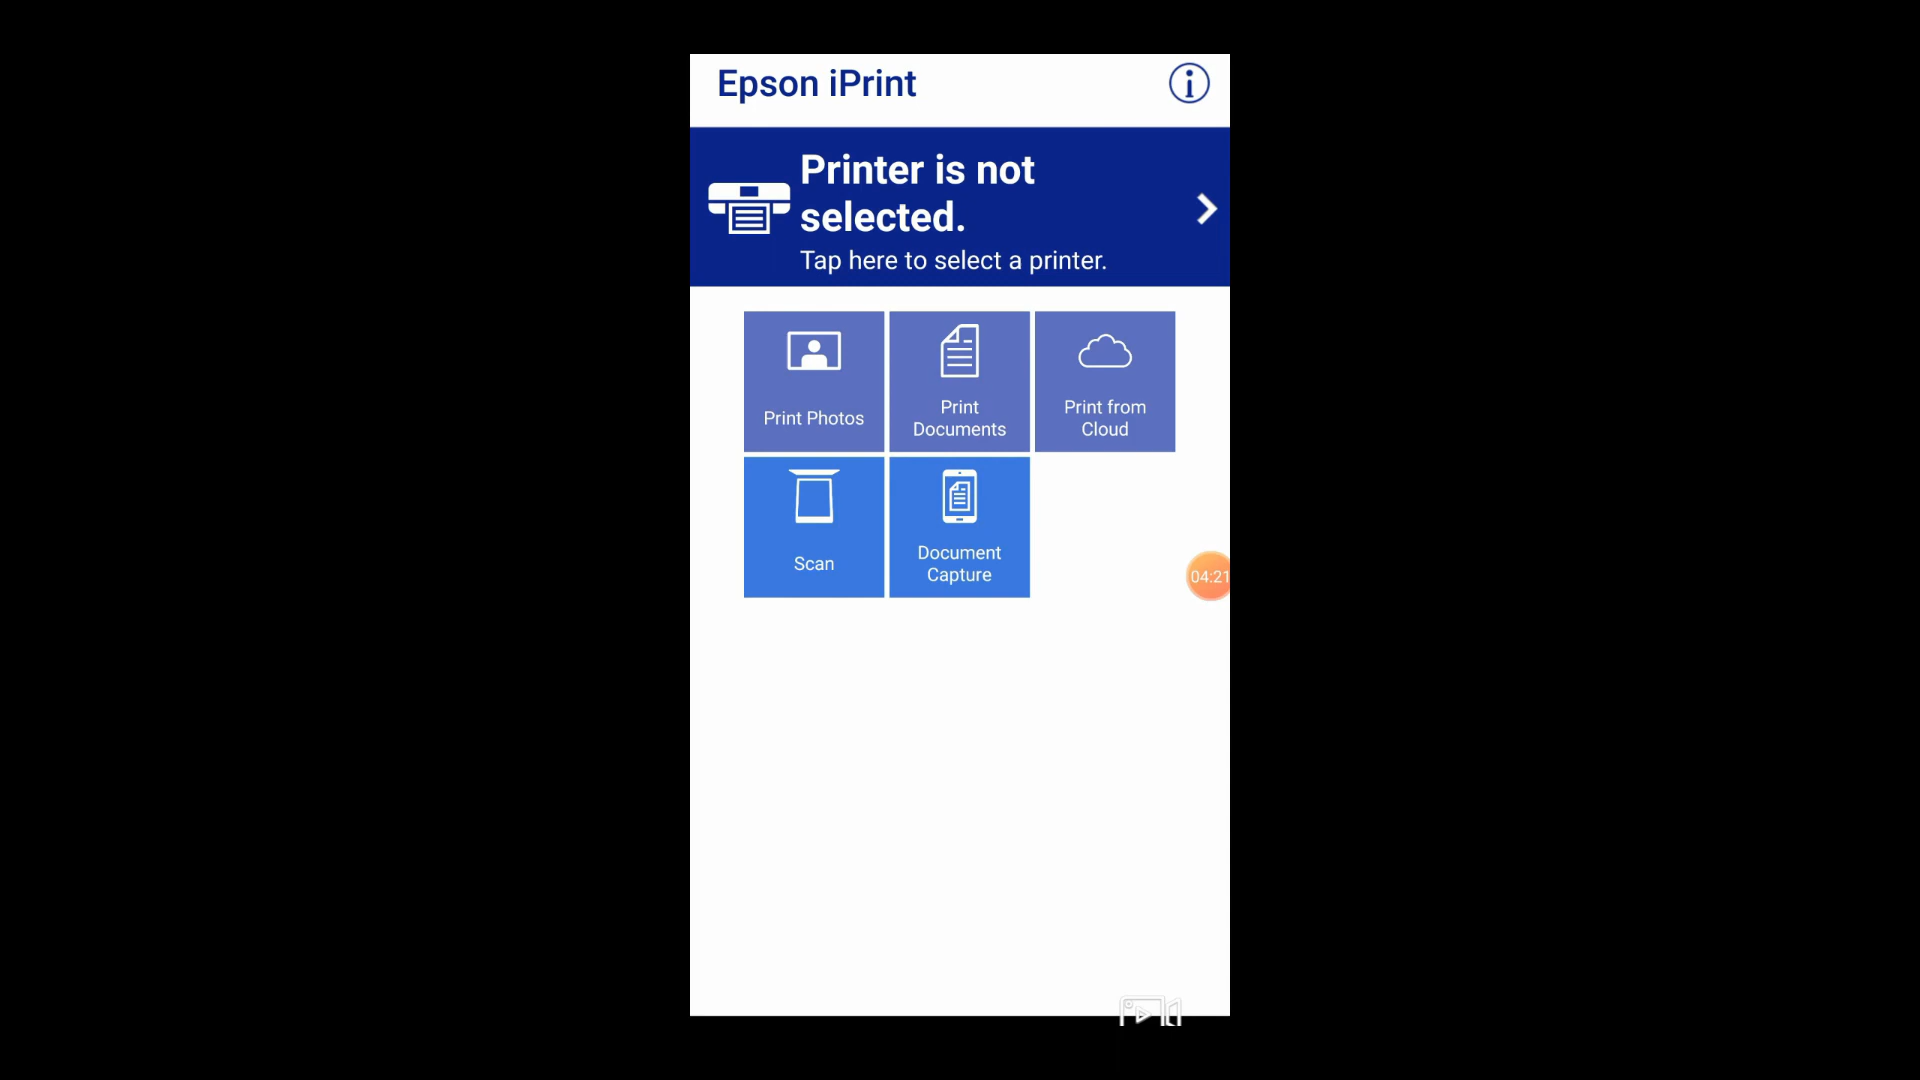 Epson iPrint
Printer is not
selected.
Tap here to select a printer.
Print Photos
Print
Documents
Print from
Cloud
Scan
Document
Capture
04:21